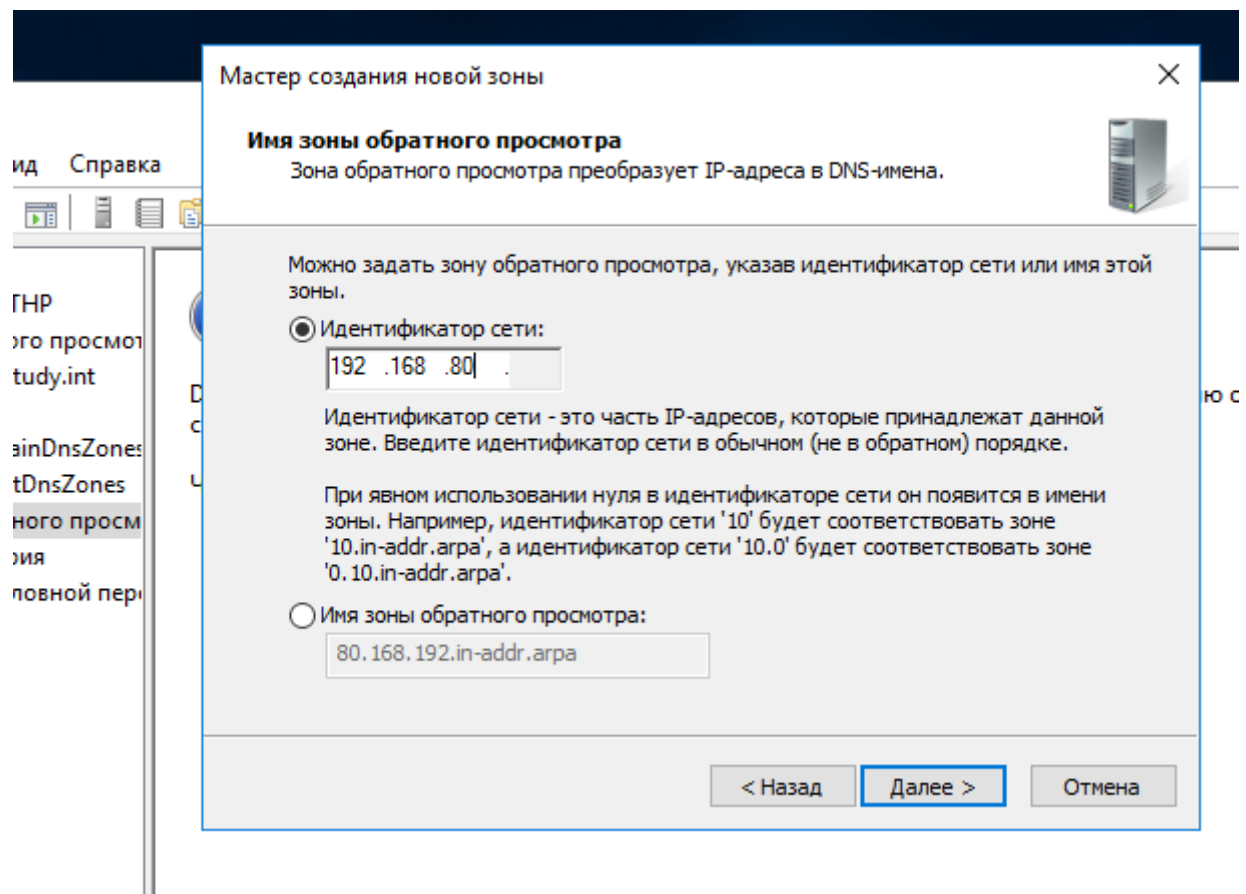 Мастер создания новой зоны
Имя зоны обратного просмотра
Зона обратного просмотра преобразует IP-адреса в DNS-имена.
ид Справка
Можно задать зону обратного просмотра, указав идентификатор сети или имя этой
зоны.
Идентификатор сети:
192 .168 .80 .
Идентификатор сети - это часть IP-адресов, которые принадлежат данной
зоне. Введите идентификатор сети в обычном (не в обратном) порядке.
При явном использовании нуля в идентификаторе сети он появится в имени
зоны. Например, идентификатор сети '10' будет соответствовать зоне
'10.in-addr.arpa', а идентификатор сети '10.0' будет соответствовать зоне
'0.10.in-addr.arpa'.
Имя зоны обратного просмотра:
80.168.192.in-addr.arpa
< Назад Далее > Отмена
THP
ого просмот
tudy.int
ainDnsZones
tDnsZones
ного просм
рия
ловной пер